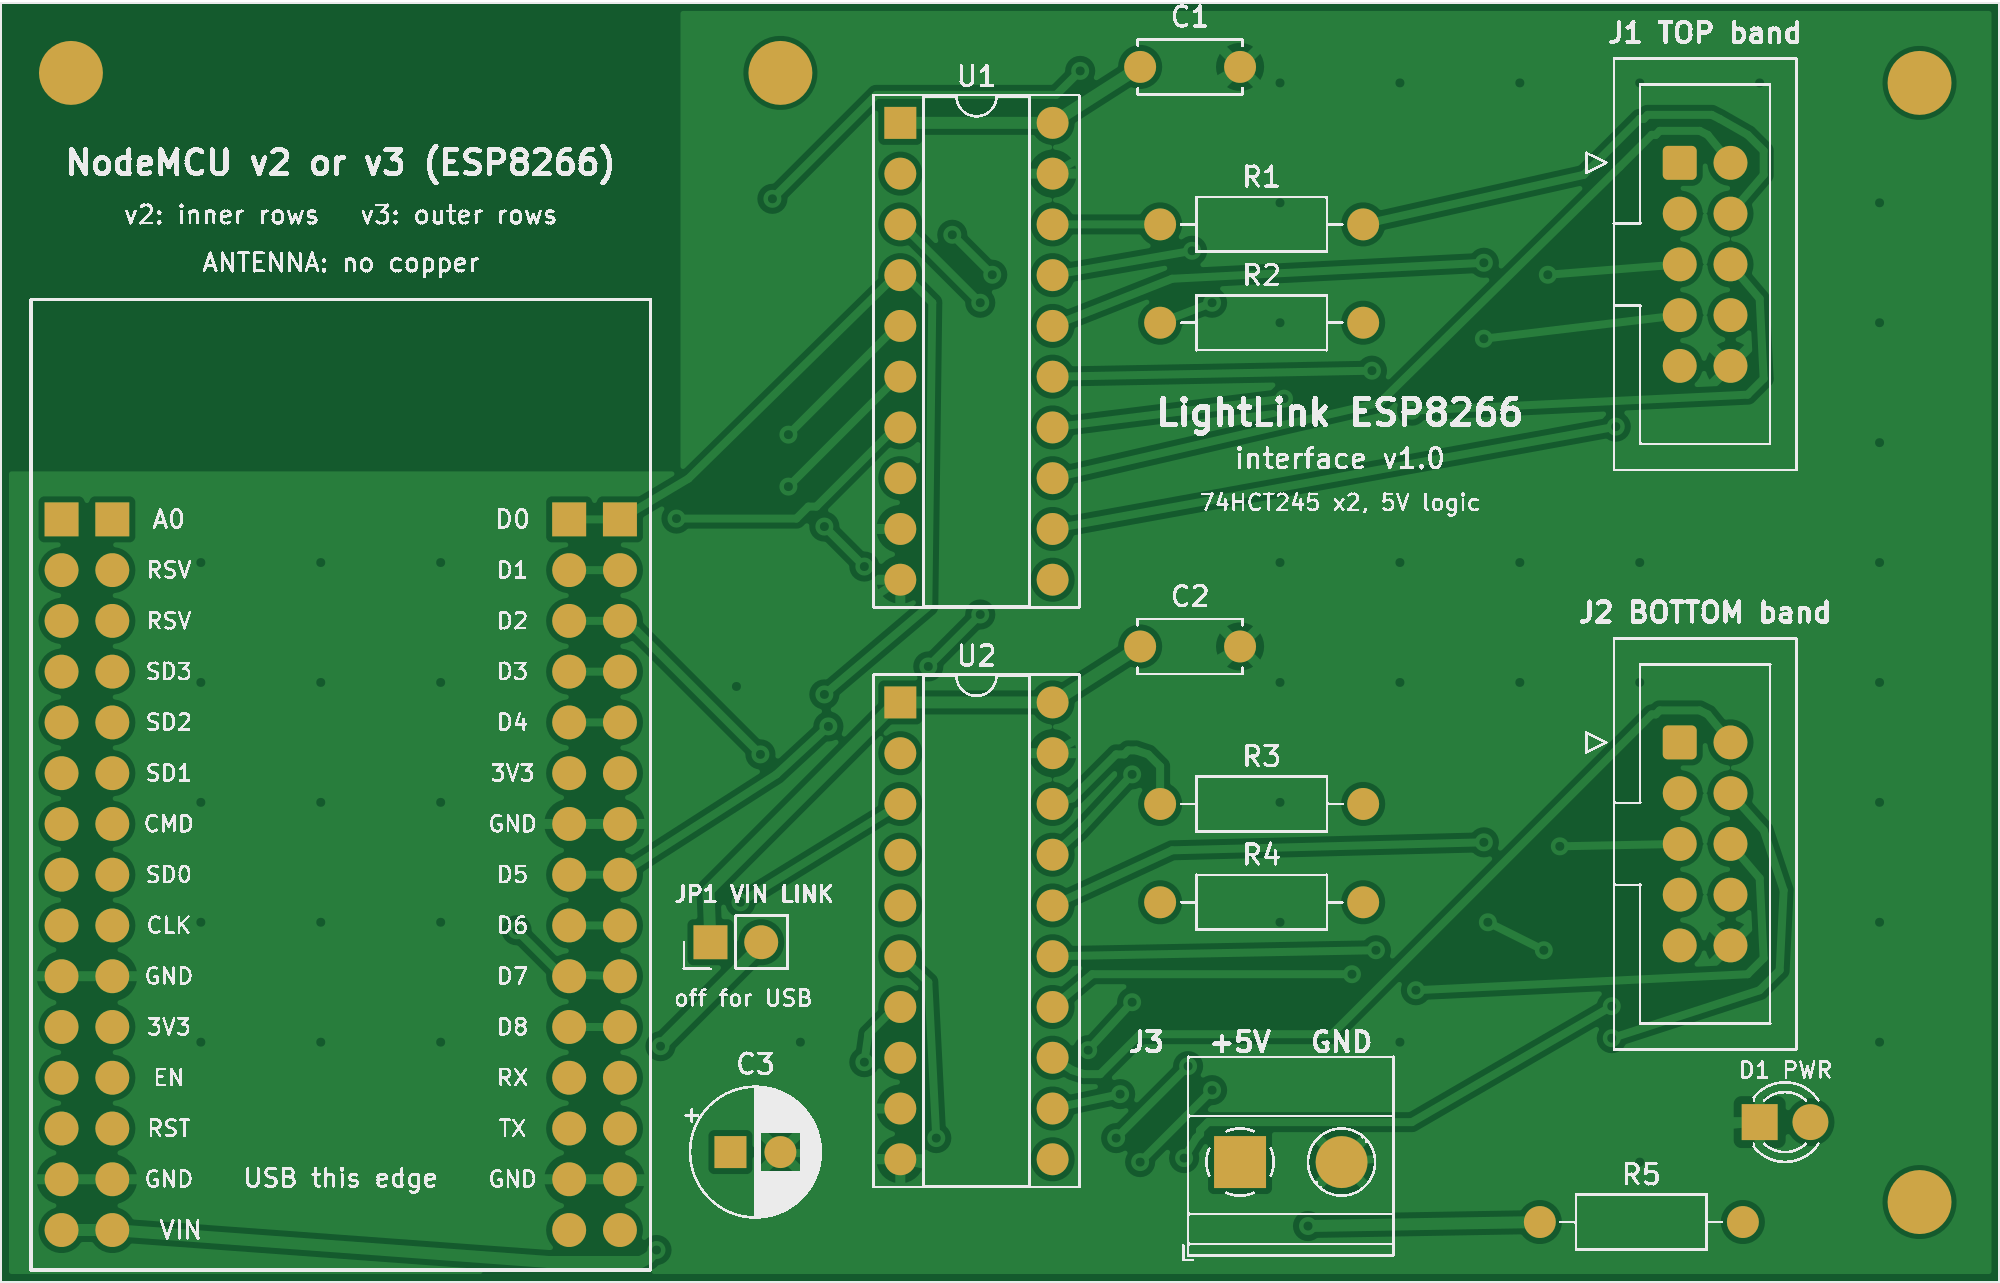 C1
J1 TOP band
U1
NodeMCU v2 or v3 (ESP8266)
v2: inner rows v3: outer rows
ANTENNA: no copper
R1
R2
LightLink ESP8266
interface v1.0
74HCT245 x2, 5V logic
A0 D0
RSV D1
RSV D2
SD3 D3
SD2 D4
SD1 3V3
CMD GND
SD0 D5
CLK D6
GND D7
3V3 D8
EN RX
RST TX
GND USB this edge GND
VIN
C2
J2 BOTTOM band
U2
R3
R4
JP1 VIN LINK
off for USB
C3
+
J3 +5V GND
D1 PWR
R5